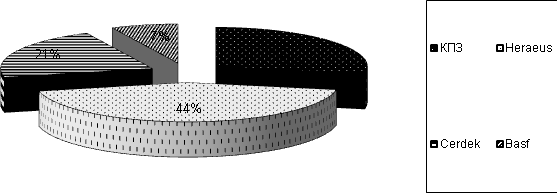 7%
21%
44%
КПЗ Heraeus
Cerdek Basf